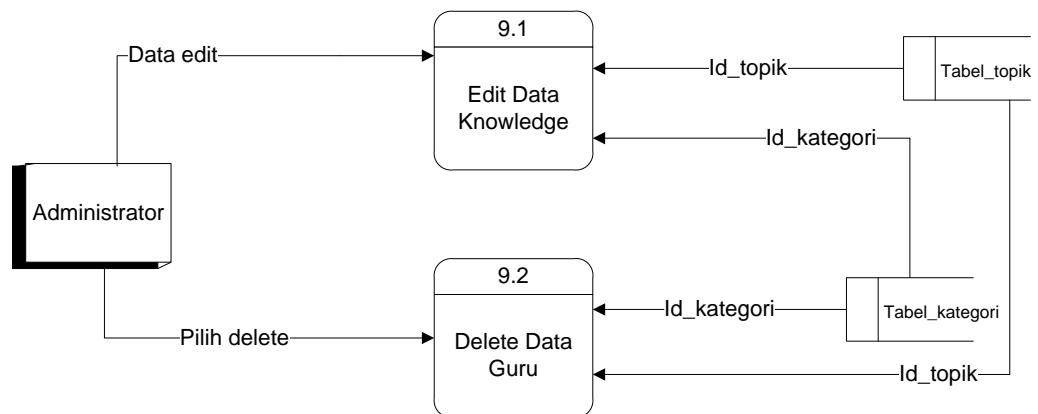 9.1
Data edit
Id_topik
Tabel_topik
Edit Data
Knowledge
Id_kategori
Administrator
9.2
Id_kategori
Tabel_kategori
Pilih delete
Delete Data
Guru
Id_topik